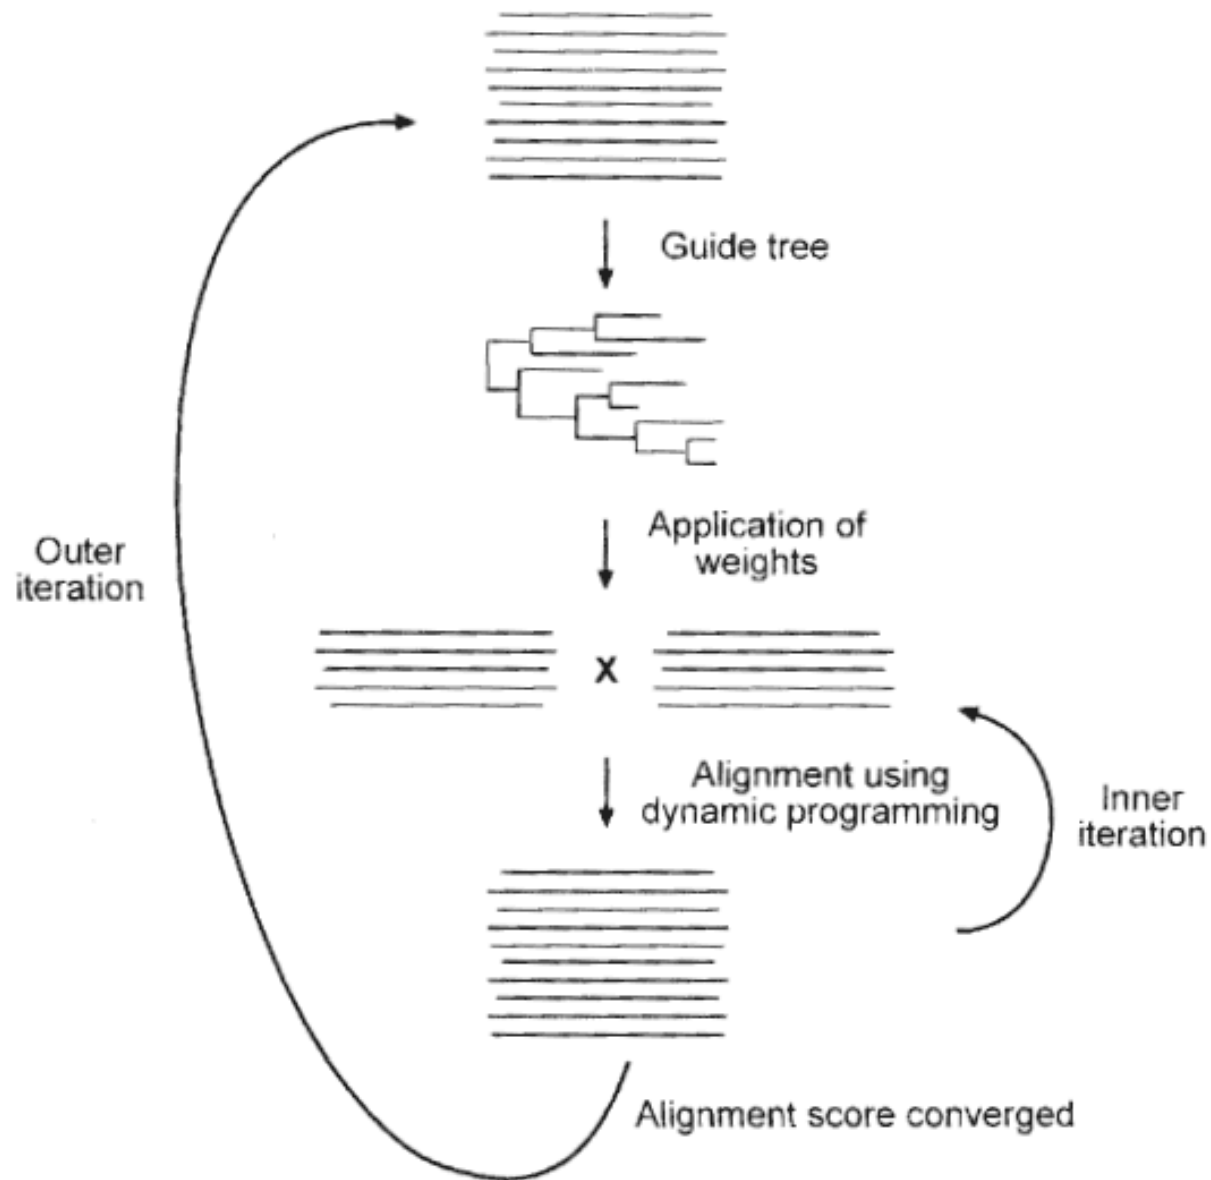 Guide tree
Application of
weights
Outer
iteration
X
Alignment using
dynamic programming
Inner
iteration
Alignment score converged